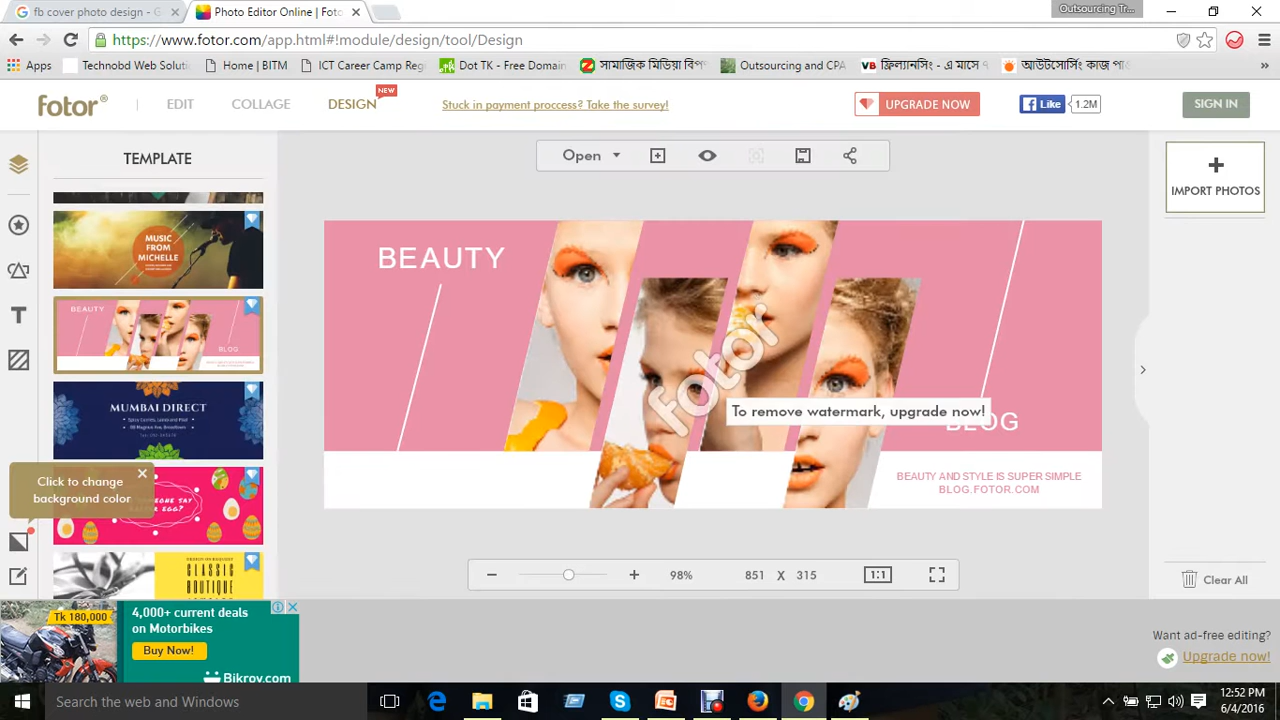 fb cover photo design - G
Photo Editor Online | Foto
Outsourcing Tr...
https://www.fotor.com/app.html#!module/design/tool/Design
Apps
Technobd Web Solut
Home | BITM
ICT Career Camp Reg
Dot TK - Free Domain
সামাজিক মিডিয়া বিপ
Outsourcing and CPA
ফ্রিল্যানসিং - এ মাসে
আউটসোর্সিং কাজ
»
fotor®
EDIT
COLLAGE
DESIGN
NEW
Stuck in payment proccess? Take the survey!
UPGRADE NOW
Like
1.2M
SIGN IN
TEMPLATE
Open
IMPORT PHOTOS
MUSIC
FROM
MICHELLE
BEAUTY
BLOG
MUMBAI DIRECT
EGG?
CLASSIC
BOUTIQUE
Click to change
background color
BEAUTY
fotor
To remove watermark, upgrade now!
BLOG
BEAUTY AND STYLE IS SUPER SIMPLE
BLOG.FOTOR.COM
98%
851 X 315
1:1
Clear All
Tk 180,000
4,000+ current deals
on Motorbikes
Buy Now!
Bikroy.com
Want ad-free editing?
Upgrade now!
Search the web and Windows
12:52 PM
6/4/2016